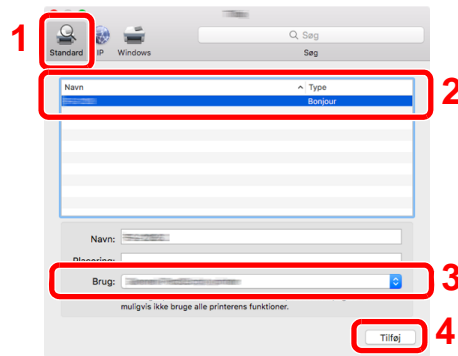 1
Søg
Standard IP Windows Søg
2
Navn Type
Bonjour
Navn:
Placering:
3
Brug:
muligvis ikke bruge alle printerens funktioner.
4
Tilføj